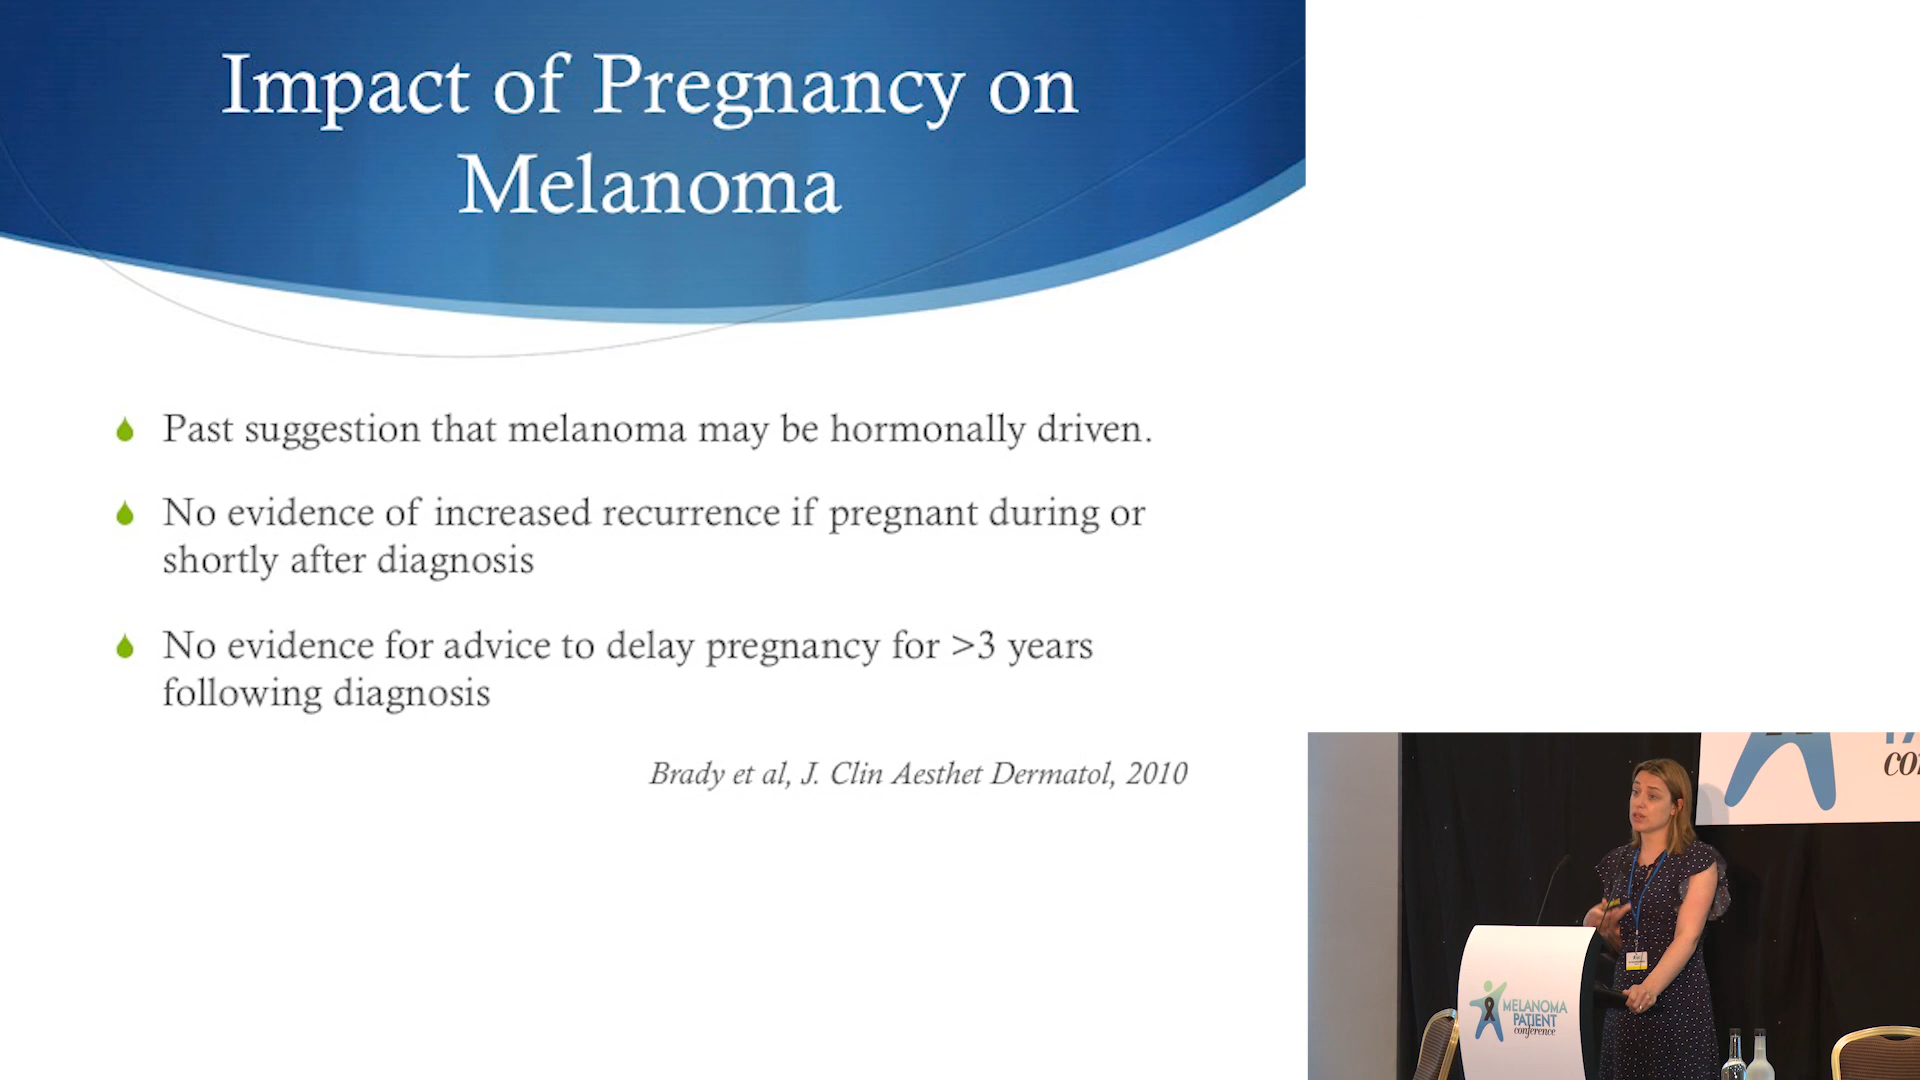 Impact of Pregnancy on
Melanoma
Past suggestion that melanoma may be hormonally driven.
No evidence of increased recurrence if pregnant during or
shortly after diagnosis
No evidence for advice to delay pregnancy for >3 years
following diagnosis
Brady et al, J. Clin Aesthet Dermatol, 2010
MELANOMA
PATIENT
conference